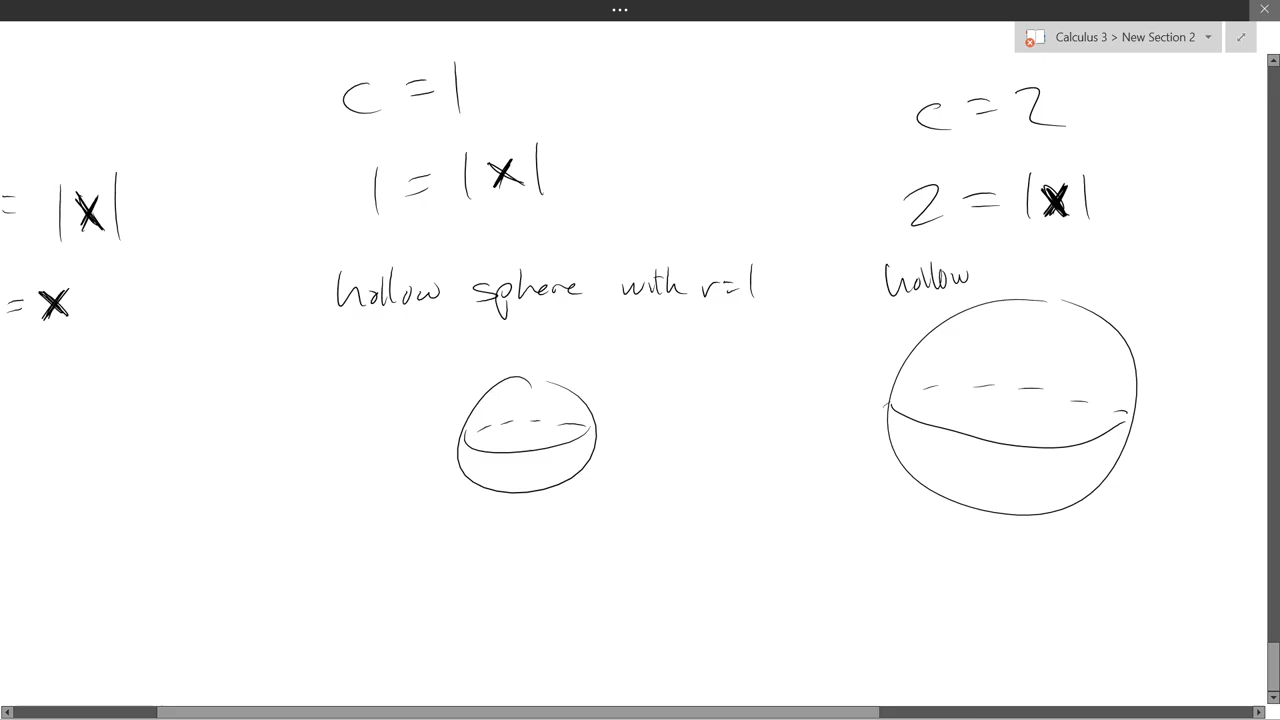 Calculus 3 > New Section 2
c = 1
c = 2
= |x|
1 = |x|
2 = |x|
= x
hollow sphere with r=1
hollow